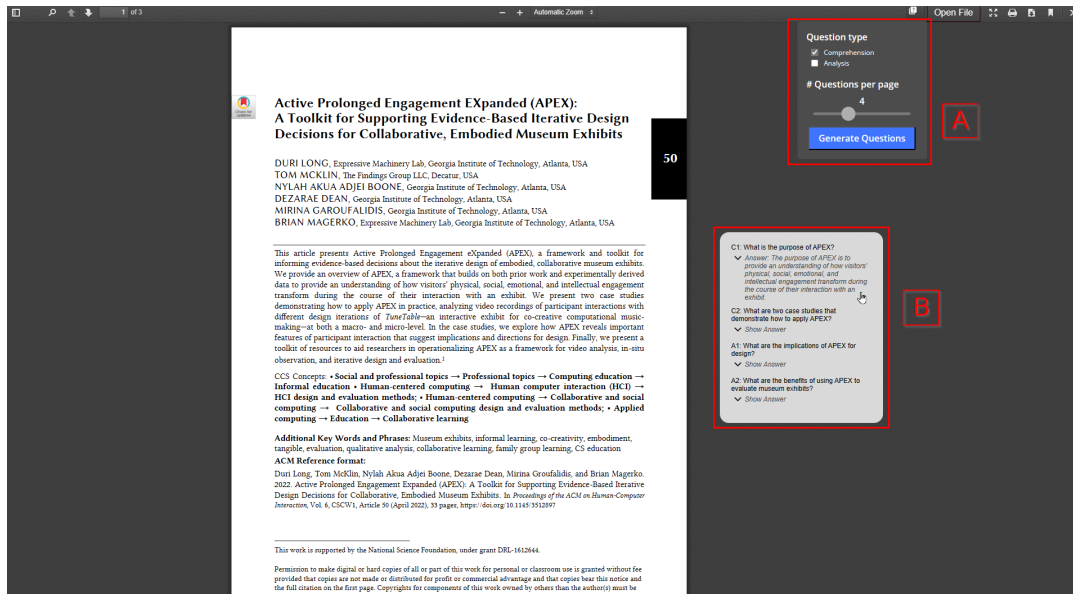 1 of 3
Automatic Zoom
Open File
Question type
Comprehension
Analysis
# Questions per page
4
Generate Questions
A
Check for updates
Active Prolonged Engagement EXpanded (APEX):
A Toolkit for Supporting Evidence-Based Iterative Design
Decisions for Collaborative, Embodied Museum Exhibits
50
DURI LONG, Expressive Machinery Lab, Georgia Institute of Technology, Atlanta, USA
TOM MCKLIN, The Findings Group LLC, Decatur, USA
NYLAH AKUA ADJEI BOONE, Georgia Institute of Technology, Atlanta, USA
DEZARAE DEAN, Georgia Institute of Technology, Atlanta, USA
MIRINA GAROUFALIDIS, Georgia Institute of Technology, Atlanta, USA
BRIAN MAGERKO, Expressive Machinery Lab, Georgia Institute of Technology, Atlanta, USA
This article presents Active Prolonged Engagement eXpanded (APEX), a framework and toolkit for
informing evidence-based decisions about the iterative design of embodied, collaborative museum exhibits.
We provide an overview of APEX, a framework that builds on both prior work and experimentally derived
data to provide an understanding of how visitors' physical, social, emotional, and intellectual engagement
transform during the course of their interaction with an exhibit. We present two case studies
demonstrating how to apply APEX in practice, analyzing video recordings of participant interactions with
different design iterations of TuneTable—an interactive exhibit for co-creative computational music-
making—at both a macro- and micro-level. In the case studies, we explore how APEX reveals important
features of participant interaction that suggest implications and directions for design. Finally, we present a
toolkit of resources to aid researchers in operationalizing APEX as a framework for video analysis, in-situ
observation, and iterative design and evaluation.1
CCS Concepts: • Social and professional topics → Professional topics → Computing education →
Informal education • Human-centered computing → Human computer interaction (HCI) →
HCI design and evaluation methods; • Human-centered computing → Collaborative and social
computing → Collaborative and social computing design and evaluation methods; • Applied
computing → Education → Collaborative learning
Additional Key Words and Phrases: Museum exhibits, informal learning, co-creativity, embodiment,
tangible, evaluation, qualitative analysis, collaborative learning, family group learning, CS education
ACM Reference format:
Duri Long, Tom McKlin, Nylah Akua Adjei Boone, Dezarae Dean, Mirina Groufalidis, and Brian Magerko.
2022. Active Prolonged Engagement Expanded (APEX): A Toolkit for Supporting Evidence-Based Iterative
Design Decisions for Collaborative, Embodied Museum Exhibits. In Proceedings of the ACM on Human-Computer
Interaction, Vol. 6, CSCW1, Article 50 (April 2022), 33 pages, https://doi.org/10.1145/3512897
This work is supported by the National Science Foundation, under grant DRL-1612644.
Permission to make digital or hard copies of all or part of this work for personal or classroom use is granted without fee
provided that copies are not made or distributed for profit or commercial advantage and that copies bear this notice and
the full citation on the first page. Copyrights for components of this work owned by others than the author(s) must be
C1: What is the purpose of APEX?
Answer: The purpose of APEX is to
provide an understanding of how visitors'
physical, social, emotional, and
intellectual engagement transform during
the course of their interaction with an
exhibit.
C2: What are two case studies that
demonstrate how to apply APEX?
Show Answer
A1: What are the implications of APEX for
design?
Show Answer
A2: What are the benefits of using APEX to
evaluate museum exhibits?
Show Answer
B